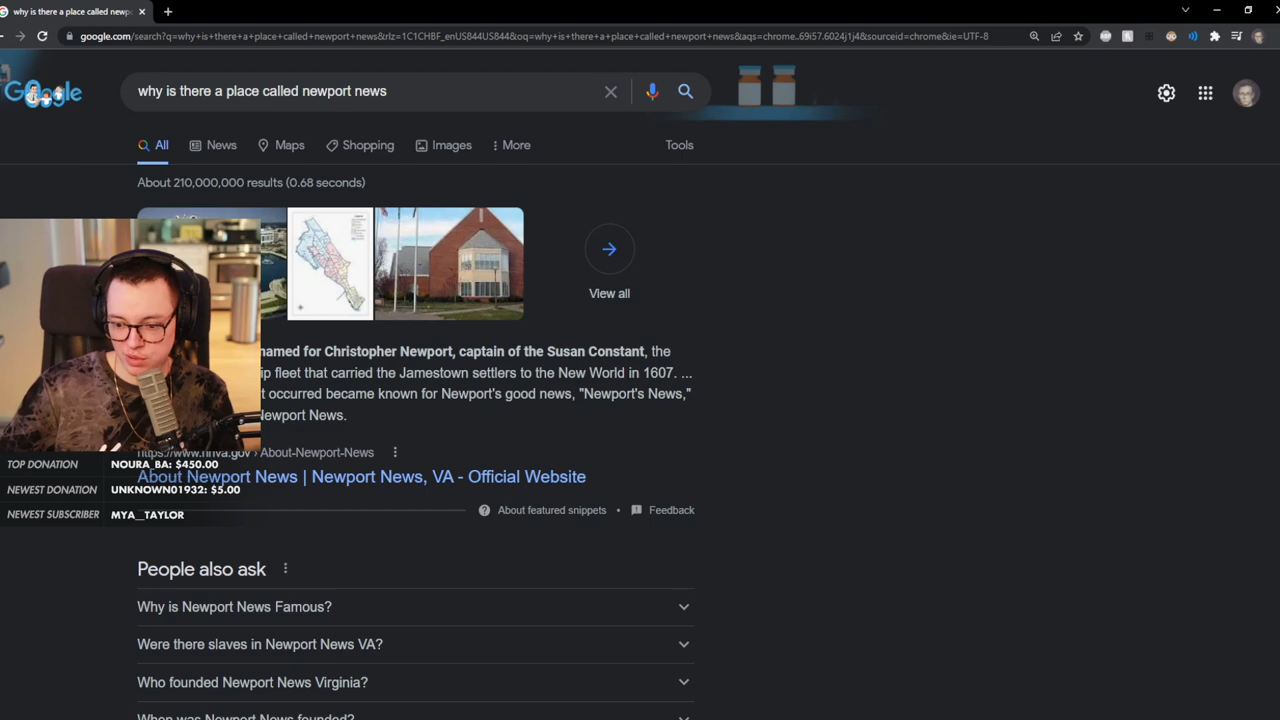 why is there a place called newp
google.com/search?q=why+is+there+a+place+called+newport+news&rlz=1C1CHBF_enUS844US844&oq=why+is+there+a+place+called+newport+news&aqs=chrome..69i57.6024j1j4&sourceid=chrome&ie=UTF-8
Google
why is there a place called newport news
All
News
Maps
Shopping
Images
More
Tools
About 210,000,000 results (0.68 seconds)
View all
named for Christopher Newport, captain of the Susan Constant, the
ip fleet that carried the Jamestown settlers to the New World in 1607. ...
t occurred became known for Newport's good news, "Newport's News,"
Newport News.
https://www.nnva.gov › About-Newport-News
About Newport News | Newport News, VA - Official Website
TOP DONATION NOURA_BA: $450.00
NEWEST DONATION UNKNOWN01932: $5.00
NEWEST SUBSCRIBER MYA__TAYLOR
About featured snippets • Feedback
People also ask
Why is Newport News Famous?
Were there slaves in Newport News VA?
Who founded Newport News Virginia?
When was Newport News founded?